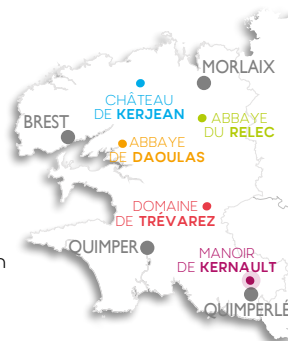 MORLAIX
CHÂTEAU
DE KERJEAN
BREST
ABBAYE
DU RELEC
ABBAYE
DE DAOULAS
DOMAINE
DE TRÉVAREZ
QUIMPER
MANOIR
DE KERNAULT
QUIMPERLÉ